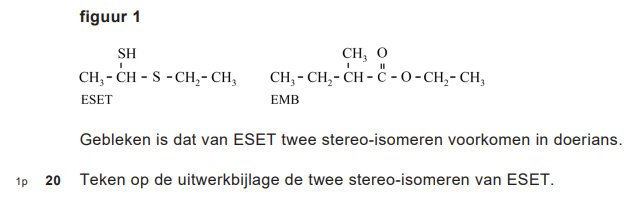 figuur 1
SH CH₃ O
CH₃ - CH - S - CH₂ - CH₃ CH₃ - CH₂ - CH - C - O - CH₂ - CH₃
ESET EMB
Gebleken is dat van ESET twee stereo-isomeren voorkomen in doerians.
1p 20 Teken op de uitwerkbijlage de twee stereo-isomeren van ESET.